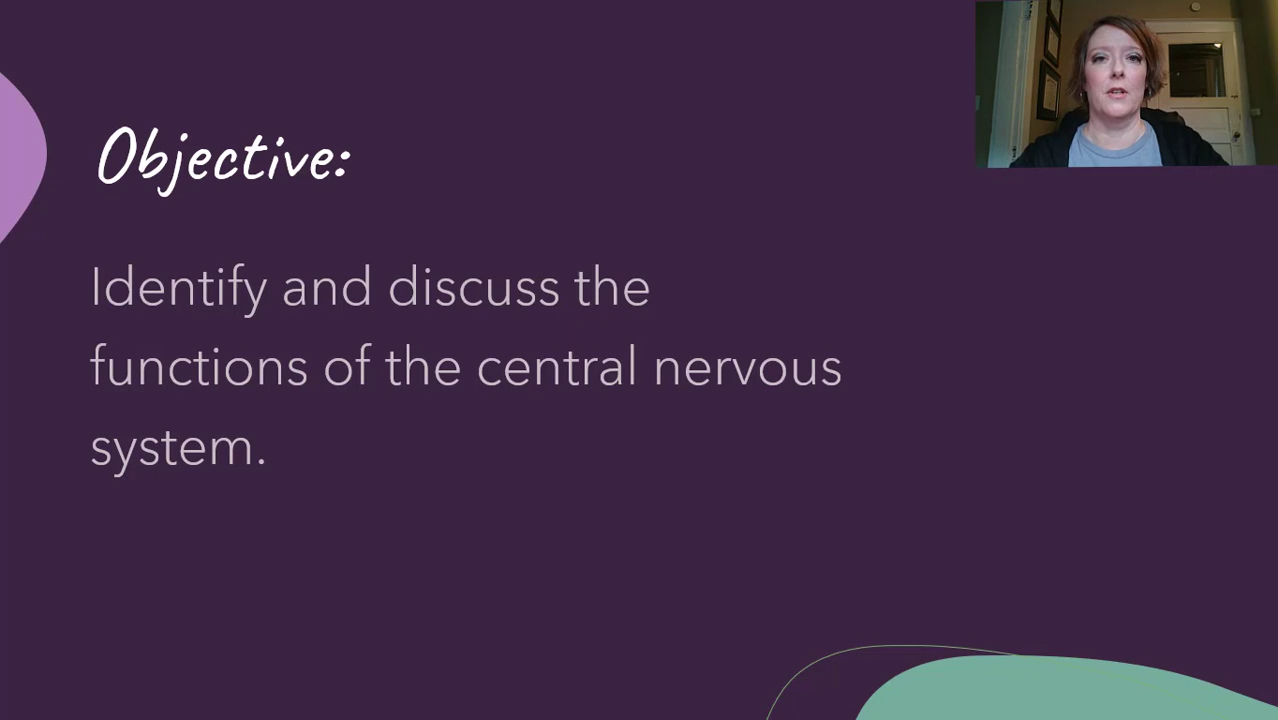 Objective:
Identify and discuss the
functions of the central nervous
system.